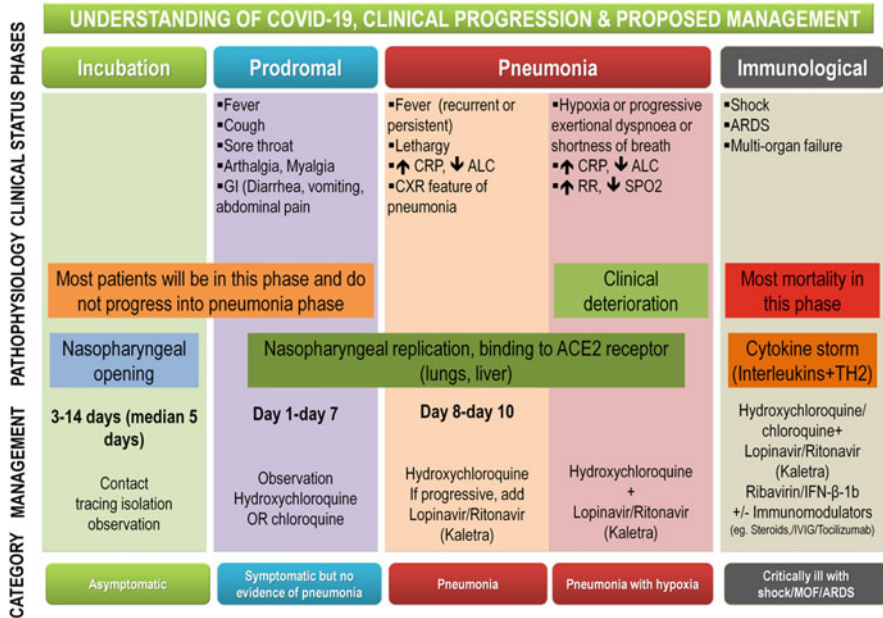 UNDERSTANDING OF COVID-19, CLINICAL PROGRESSION & PROPOSED MANAGEMENT
PHASES
Incubation
Prodromal
Pneumonia
Immunological
CLINICAL STATUS
▪Fever
▪Cough
▪Sore throat
▪Arthalgia, Myalgia
▪GI (Diarrhea, vomiting,
abdominal pain
▪Fever (recurrent or
persistent)
▪Lethargy
▪↑ CRP, ↓ ALC
▪CXR feature of
pneumonia
▪Hypoxia or progressive
exertional dyspnoea or
shortness of breath
▪↑ CRP, ↓ ALC
▪↑ RR, ↓ SPO2
▪Shock
▪ARDS
▪Multi-organ failure
PATHOPHYSIOLOGY
Most patients will be in this phase and do
not progress into pneumonia phase
Clinical
deterioration
Most mortality in
this phase
Nasopharyngeal
opening
Nasopharyngeal replication, binding to ACE2 receptor
(lungs, liver)
Cytokine storm
(Interleukins+TH2)
MANAGEMENT
3-14 days (median 5
days)
Contact
tracing isolation
observation
Day 1-day 7
Observation
Hydroxychloroquine
OR chloroquine
Day 8-day 10
Hydroxychloroquine
If progressive, add
Lopinavir/Ritonavir
(Kaletra)
Hydroxychloroquine
+
Lopinavir/Ritonavir
(Kaletra)
Hydroxychloroquine/
chloroquine+
Lopinavir/Ritonavir
(Kaletra)
Ribavirin/IFN-β-1b
+/- Immunomodulators
(eg. Steroids,/IVIG/Tocilizumab)
CATEGORY
Asymptomatic
Symptomatic but no
evidence of pneumonia
Pneumonia
Pneumonia with hypoxia
Critically ill with
shock/MOF/ARDS